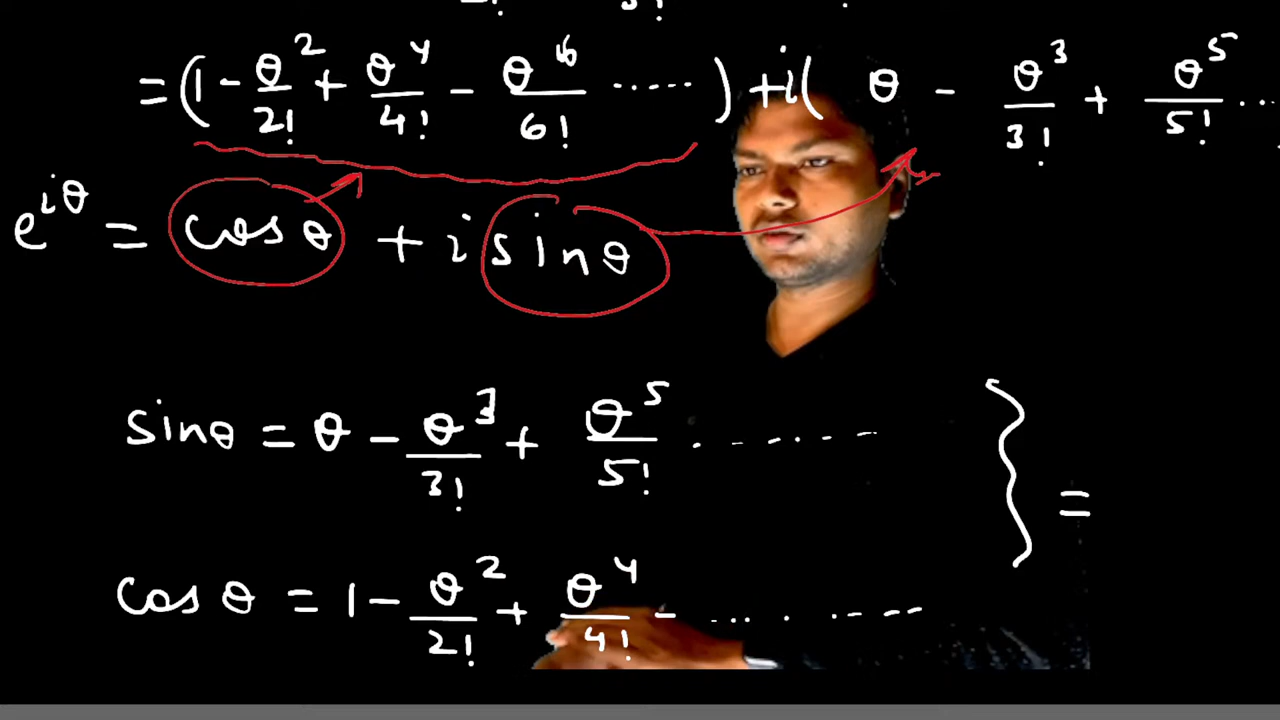 = (1 - θ²/2! + θ⁴/4! - θ⁶/6! ......) + i( θ - θ³/3! + θ⁵/5! ...
e^{iθ} = cosθ + i sinθ
sinθ = θ - θ³/3! + θ⁵/5! ........ } =
cosθ = 1 - θ²/2! + θ⁴/4! - ........